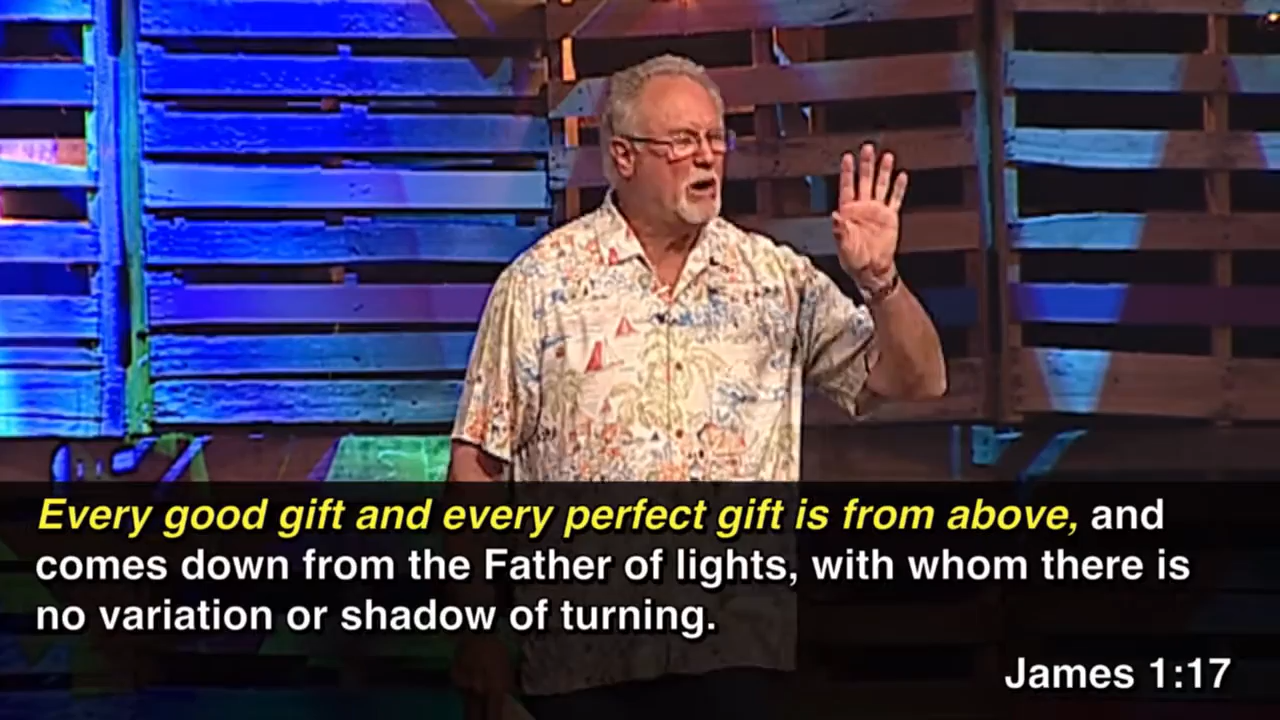 Every good gift and every perfect gift is from above, and
comes down from the Father of lights, with whom there is
no variation or shadow of turning.
James 1:17